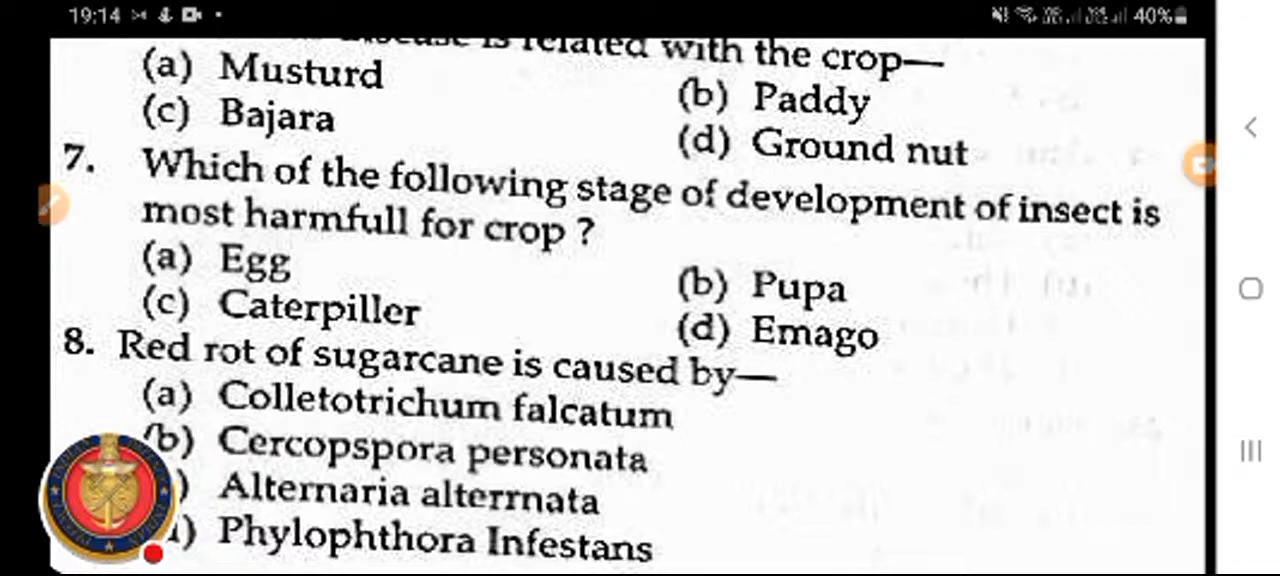 19:14
40%
is related with the crop—
(a) Musturd
(b) Paddy
(c) Bajara
(d) Ground nut
7. Which of the following stage of development of insect is
most harmfull for crop ?
(a) Egg
(b) Pupa
(c) Caterpiller
(d) Emago
8. Red rot of sugarcane is caused by—
(a) Colletotrichum falcatum
(b) Cercopspora personata
) Alternaria alterrnata
) Phylophthora Infestans